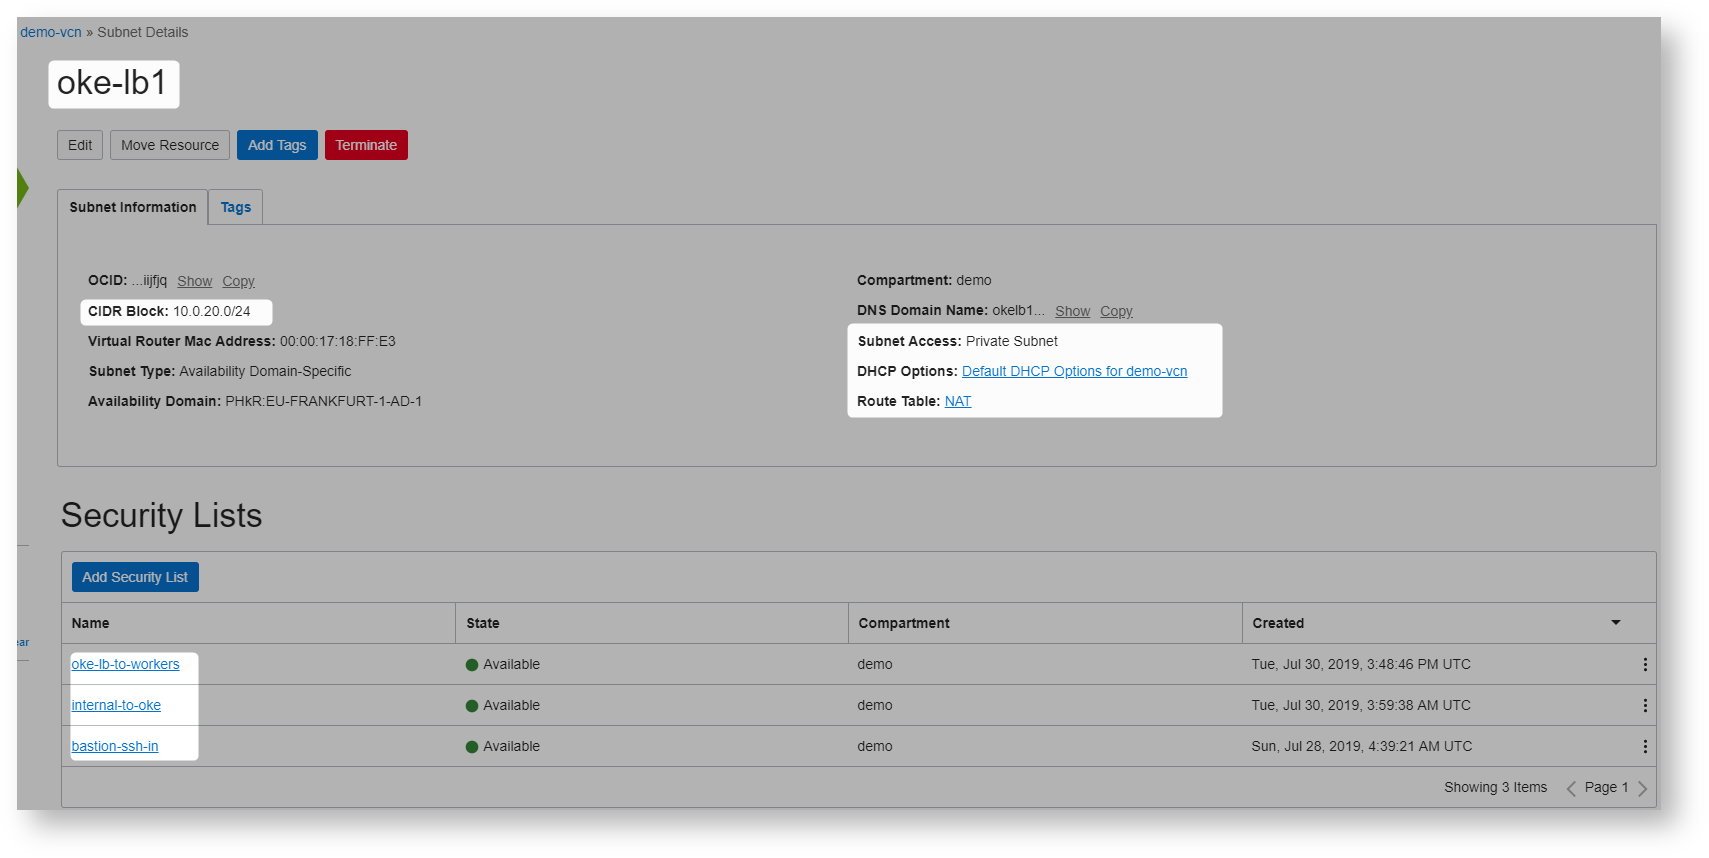 demo-vcn » Subnet Details
oke-lb1
Edit Move Resource Add Tags Terminate
Subnet Information Tags
OCID: ...iijfjq Show Copy
CIDR Block: 10.0.20.0/24
Virtual Router Mac Address: 00:00:17:18:FF:E3
Subnet Type: Availability Domain-Specific
Availability Domain: PHkR:EU-FRANKFURT-1-AD-1
Compartment: demo
DNS Domain Name: okelb1... Show Copy
Subnet Access: Private Subnet
DHCP Options: Default DHCP Options for demo-vcn
Route Table: NAT
Security Lists
Add Security List
Name State Compartment Created
ear
oke-lb-to-workers Available demo Tue, Jul 30, 2019, 3:48:46 PM UTC
internal-to-oke Available demo Tue, Jul 30, 2019, 3:59:38 AM UTC
bastion-ssh-in Available demo Sun, Jul 28, 2019, 4:39:21 AM UTC
Showing 3 Items Page 1